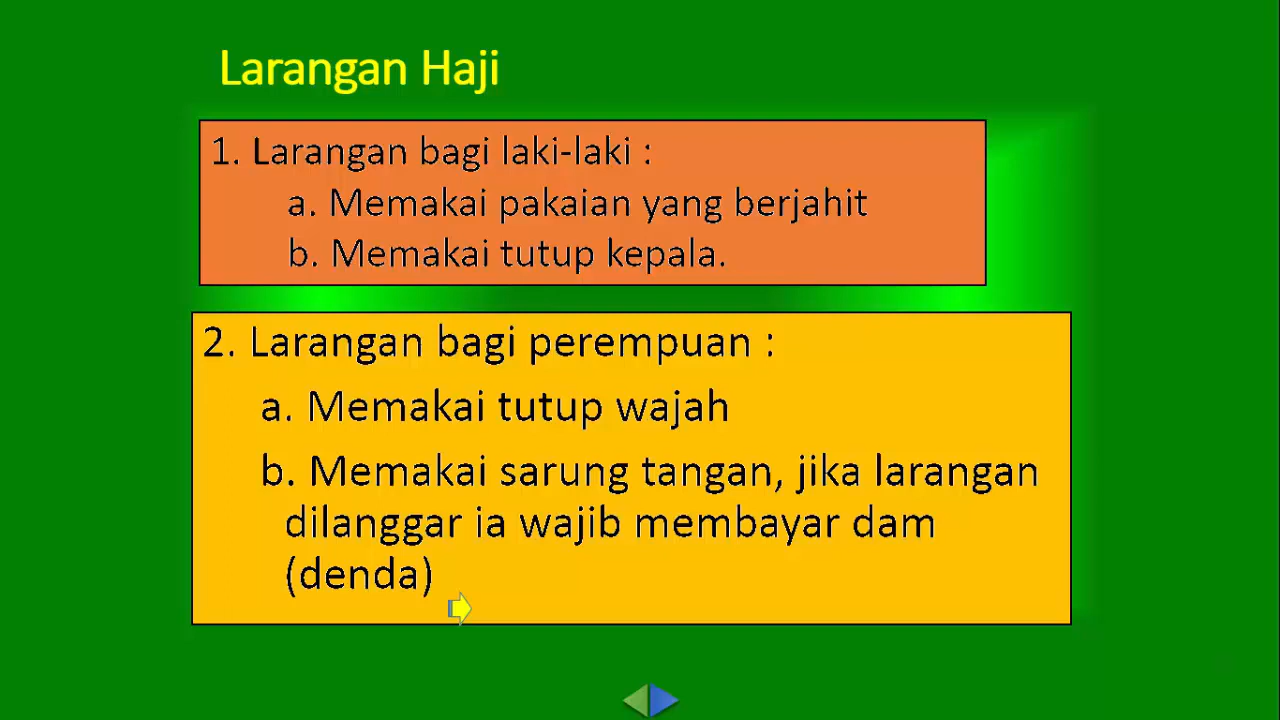 Larangan Haji
1. Larangan bagi laki-laki :
a. Memakai pakaian yang berjahit
b. Memakai tutup kepala.
2. Larangan bagi perempuan :
a. Memakai tutup wajah
b. Memakai sarung tangan, jika larangan
dilanggar ia wajib membayar dam
(denda)